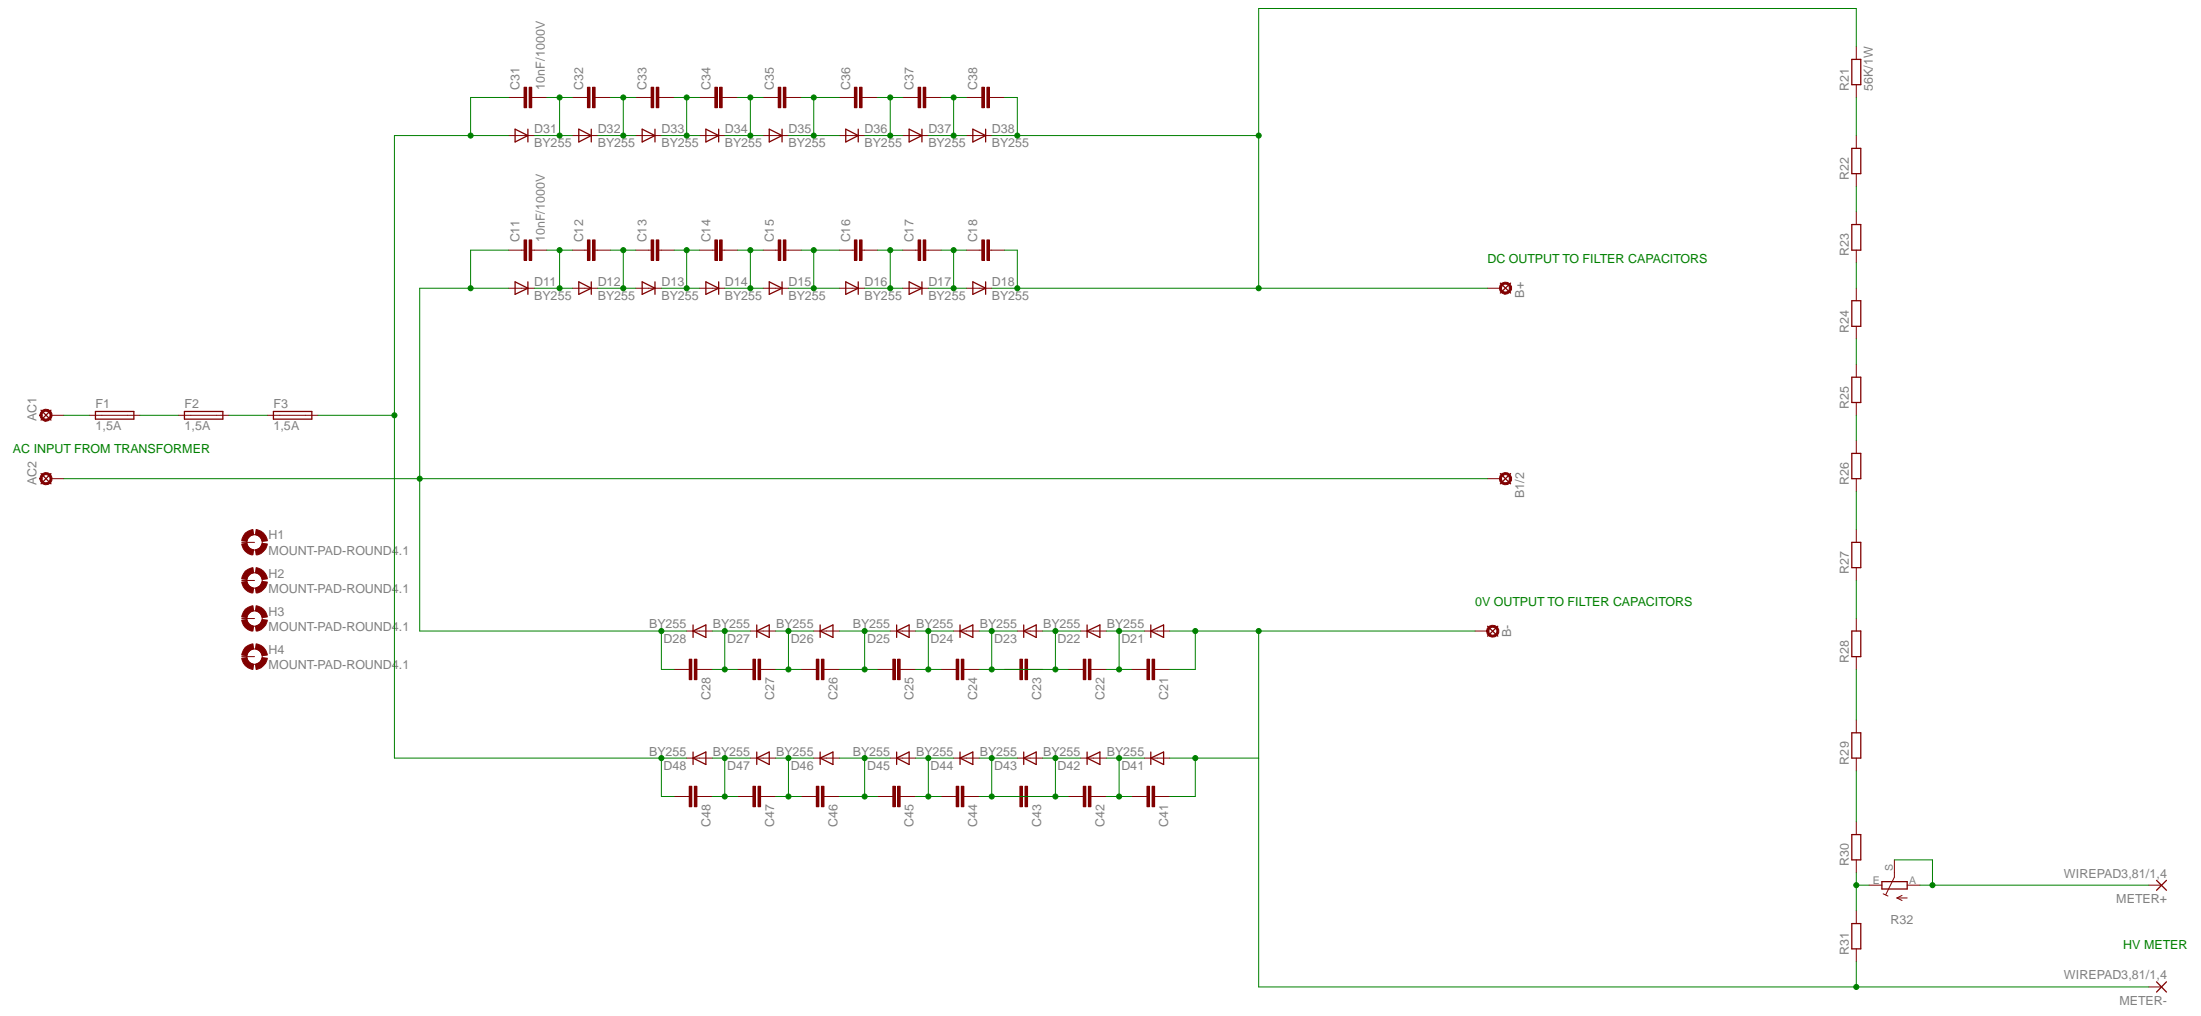 C31
10nF/1000V
C32
C33
C34
C35
C36
C37
C38
D31
BY255
D32
BY255
D33
BY255
D34
BY255
D35
BY255
D36
BY255
D37
BY255
D38
BY255
C11
10nF/1000V
C12
C13
C14
C15
C16
C17
C18
D11
BY255
D12
BY255
D13
BY255
D14
BY255
D15
BY255
D16
BY255
D17
BY255
D18
BY255
DC OUTPUT TO FILTER CAPACITORS
B+
AC1
F1
1,5A
F2
1,5A
F3
1,5A
AC INPUT FROM TRANSFORMER
AC2
B1/2
H1
MOUNT-PAD-ROUND4.1
H2
MOUNT-PAD-ROUND4.1
H3
MOUNT-PAD-ROUND4.1
H4
MOUNT-PAD-ROUND4.1
0V OUTPUT TO FILTER CAPACITORS
B-
BY255
D28
BY255
D27
BY255
D26
BY255
D25
BY255
D24
BY255
D23
BY255
D22
BY255
D21
C28
C27
C26
C25
C24
C23
C22
C21
BY255
D48
BY255
D47
BY255
D46
BY255
D45
BY255
D44
BY255
D43
BY255
D42
BY255
D41
C48
C47
C46
C45
C44
C43
C42
C41
R21
56K/1W
R22
R23
R24
R25
R26
R27
R28
R29
R30
R31
E
S
A
R32
WIREPAD3,81/1,4
METER+
HV METER
WIREPAD3,81/1,4
METER-